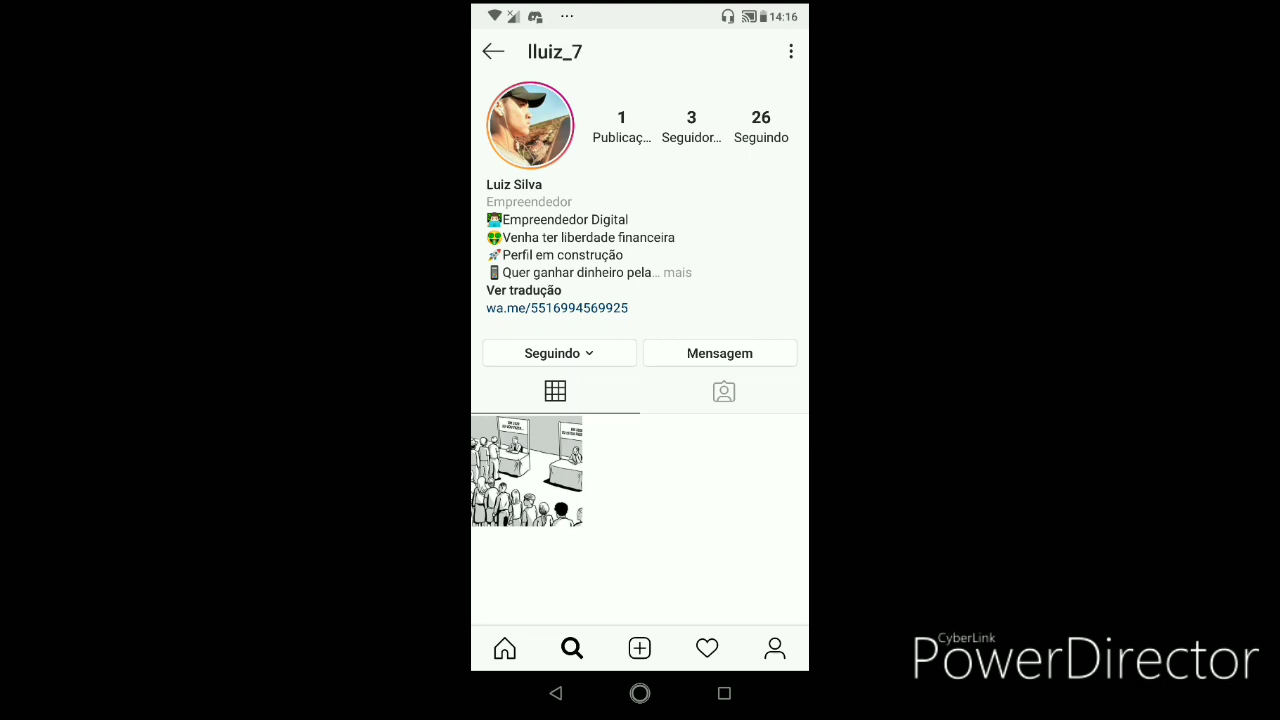 14:16
lluiz_7
1 3 26
Publicaç... Seguidor... Seguindo
Luiz Silva
Empreendedor
Empreendedor Digital
Venha ter liberdade financeira
Perfil em construção
Quer ganhar dinheiro pela... mais
Ver tradução
wa.me/5516994569925
Seguindo
Mensagem
CyberLink
PowerDirector